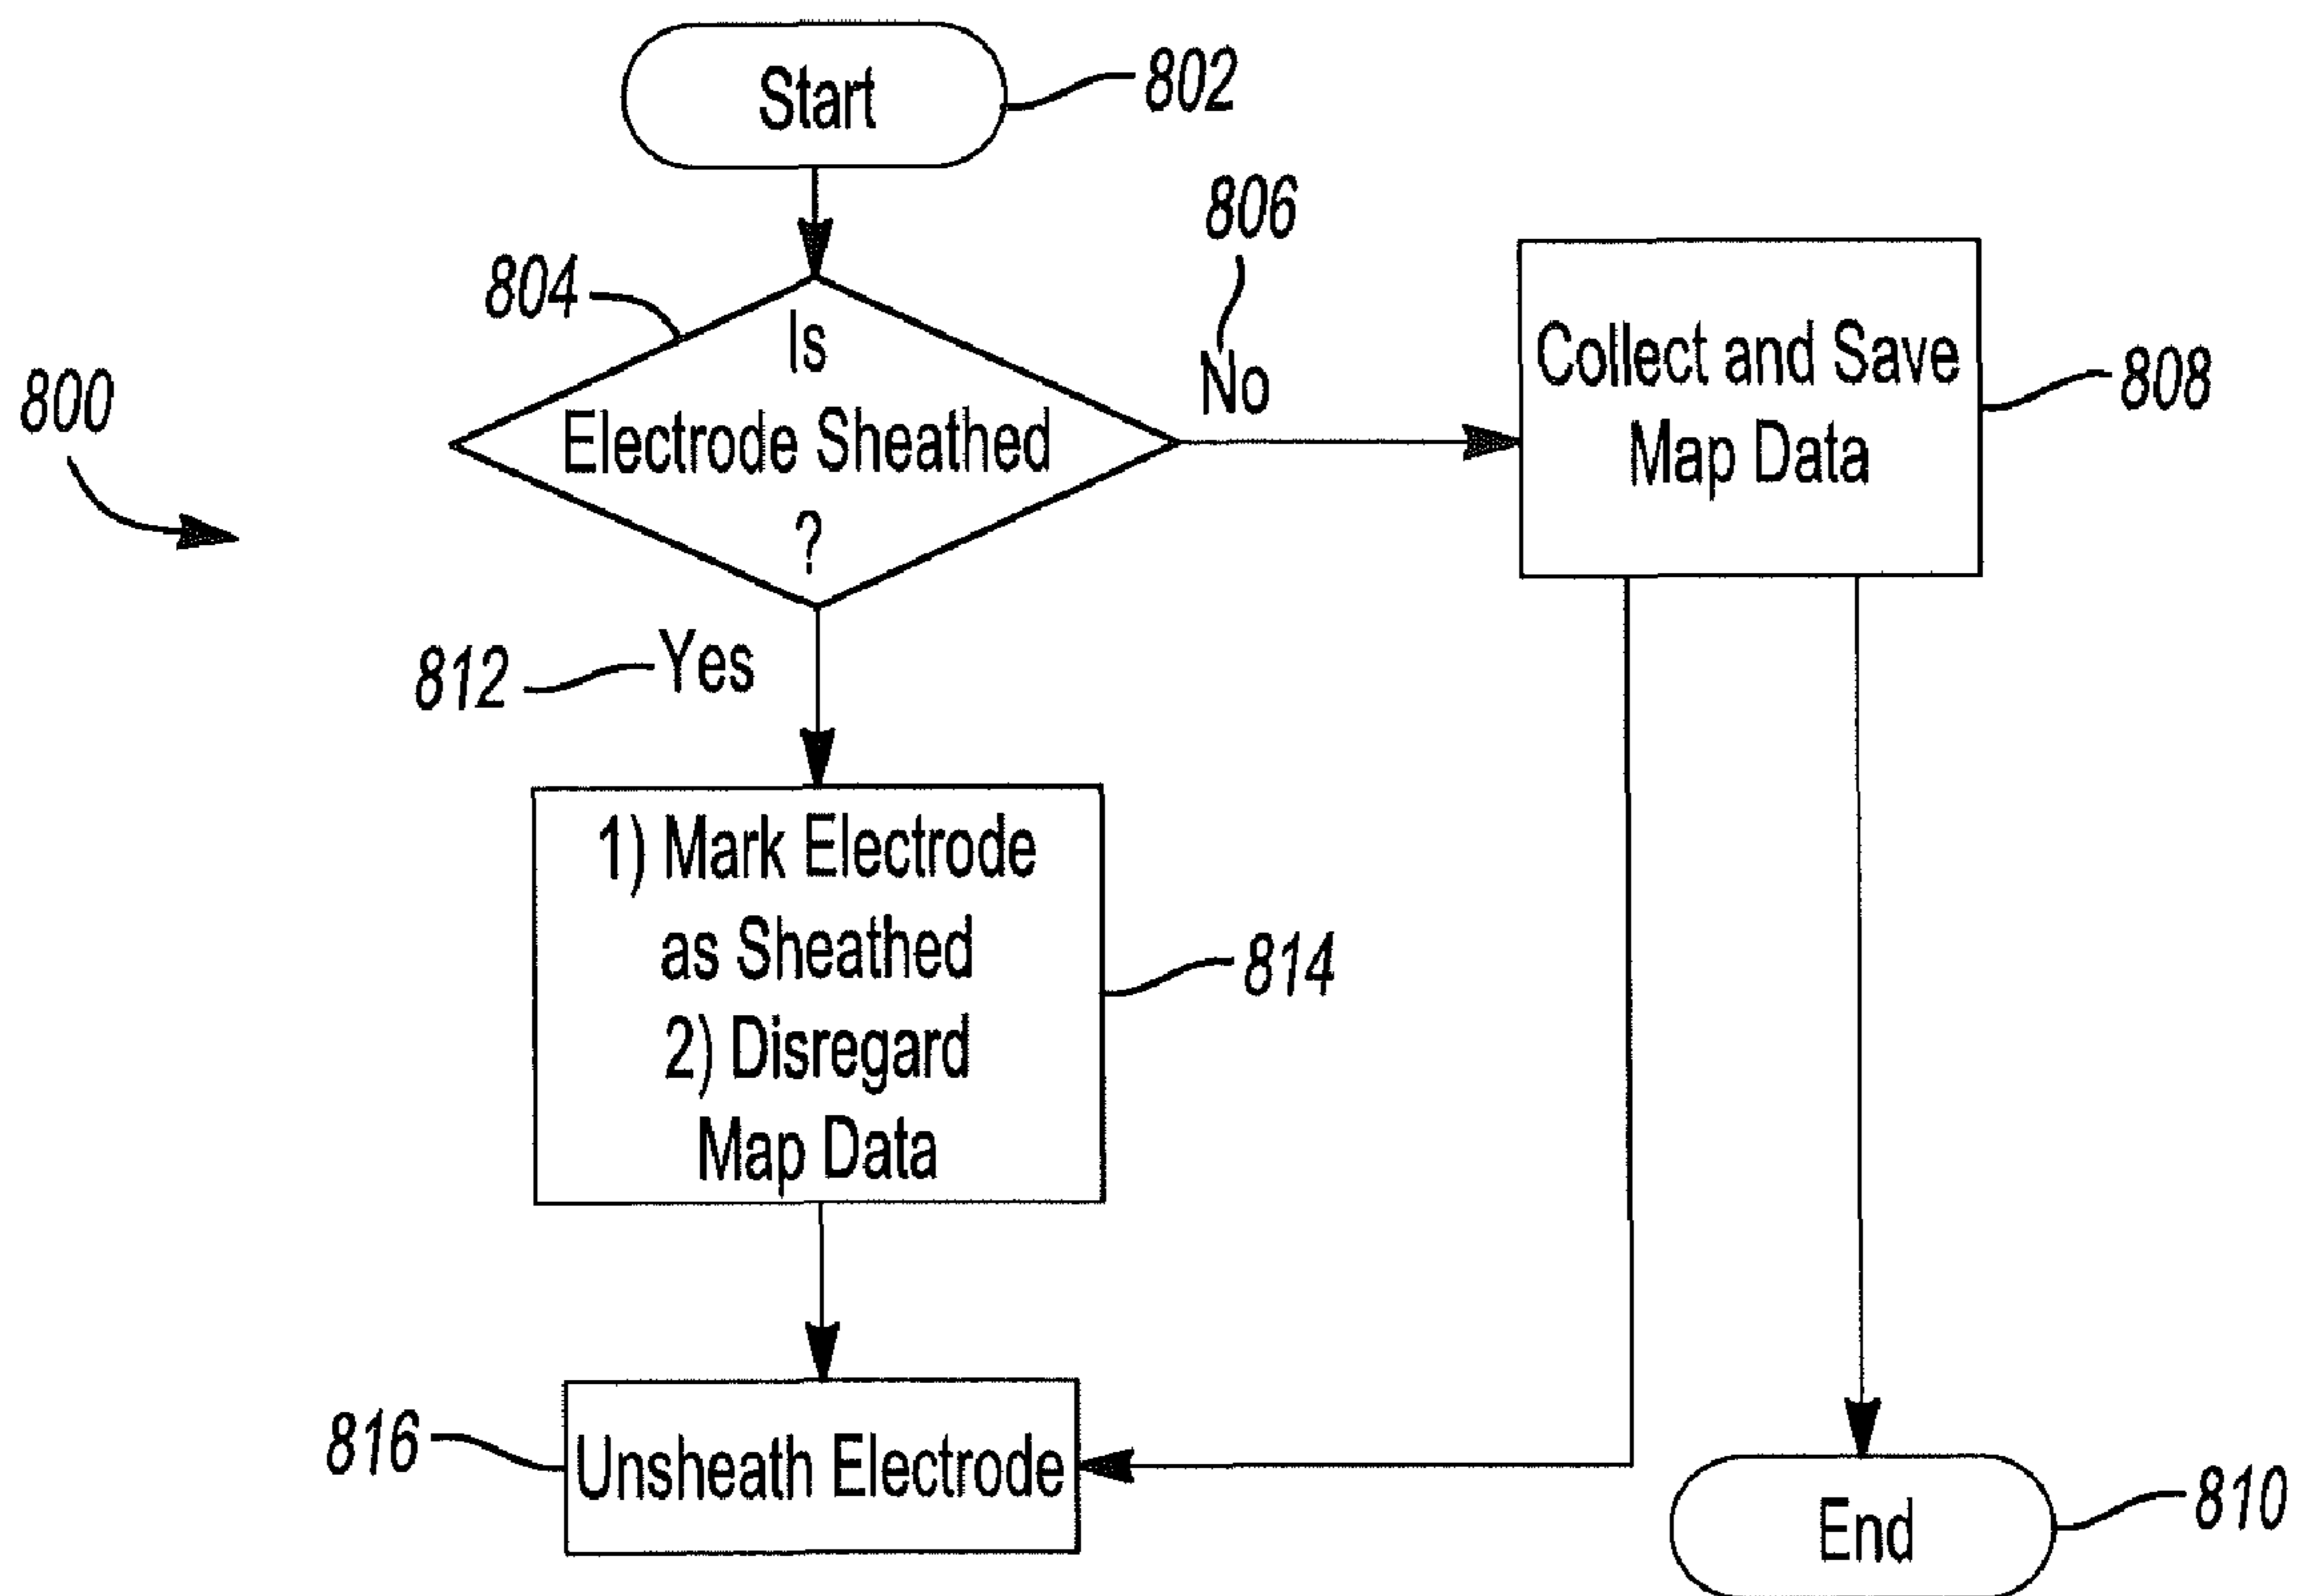 Start
802
806
804
Is
Electrode Sheathed
?
No
Collect and Save
Map Data
808
800
812
Yes
1) Mark Electrode
as Sheathed
2) Disregard
Map Data
814
816
Unsheath Electrode
End
810